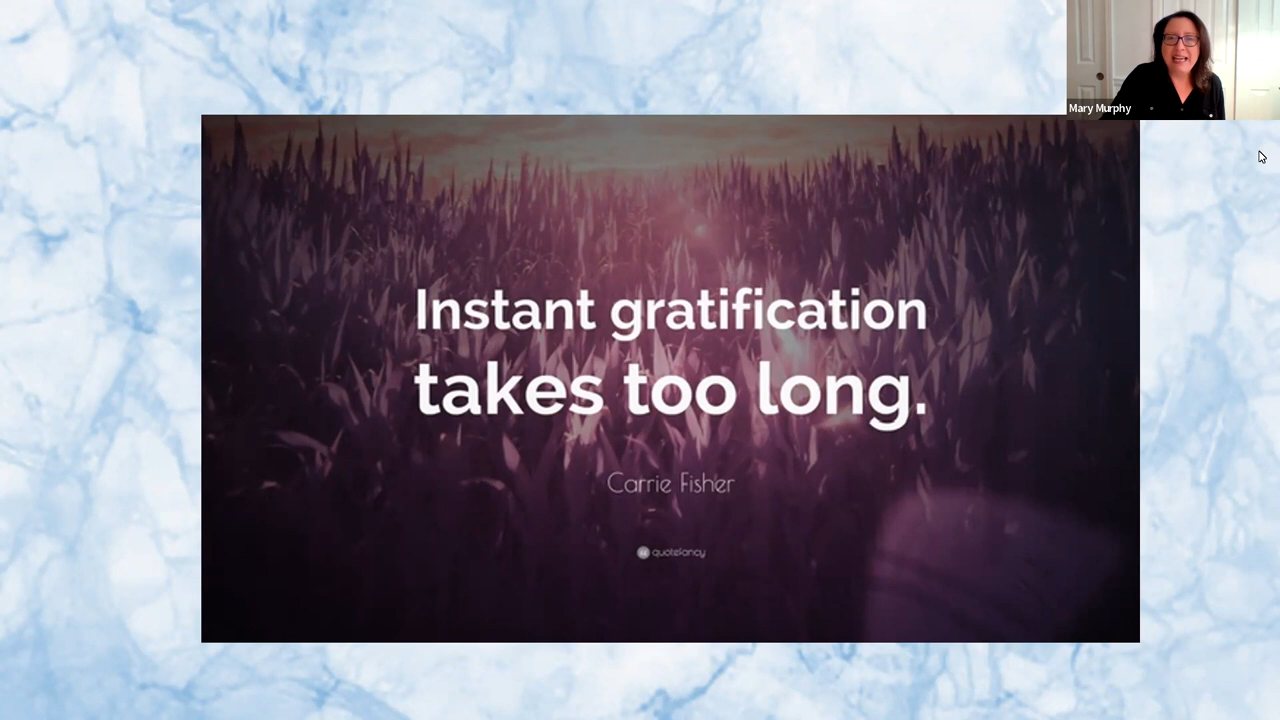 Mary Murphy
Instant gratification
takes too long.
Carrie Fisher
quotefancy